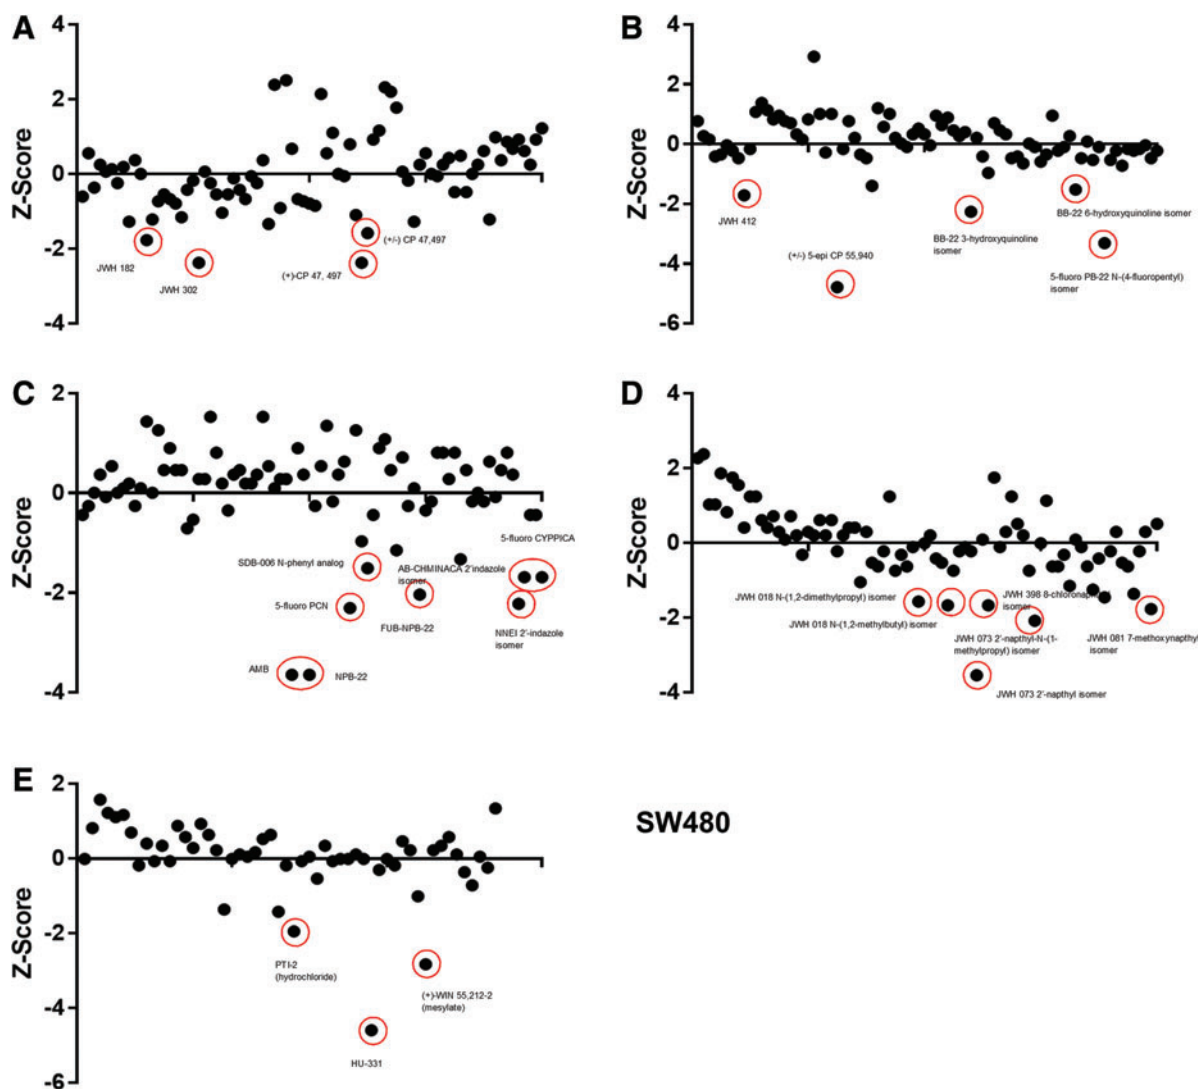 A
Z-Score
4
2
0
-2
-4
JWH 182
JWH 302
(+/-) CP 47,497
(+)-CP 47, 497
B
Z-Score
4
2
0
-2
-4
-6
JWH 412
(+/-) 5-epi CP 55,940
BB-22 3-hydroxyquinoline
isomer
BB-22 6-hydroxyquinoline isomer
5-fluoro PB-22 N-(4-fluoropentyl)
isomer
C
Z-Score
2
0
-2
-4
SDB-006 N-phenyl analog
5-fluoro PCN
AMB
NPB-22
AB-CHMINACA 2'indazole
isomer
FUB-NPB-22
5-fluoro CYPPICA
NNEI 2'-indazole
isomer
D
Z-Score
4
2
0
-2
-4
JWH 018 N-(1,2-dimethylpropyl) isomer
JWH 018 N-(1,2-methylbutyl) isomer
JWH 398 8-chloronaphthyl
isomer
JWH 073 2'-napthyl-N-(1-
methylpropyl) isomer
JWH 073 2'-napthyl isomer
JWH 081 7-methoxynapthyl
isomer
E
Z-Score
2
0
-2
-4
-6
PTI-2
(hydrochloride)
HU-331
(+)-WIN 55,212-2
(mesylate)
SW480